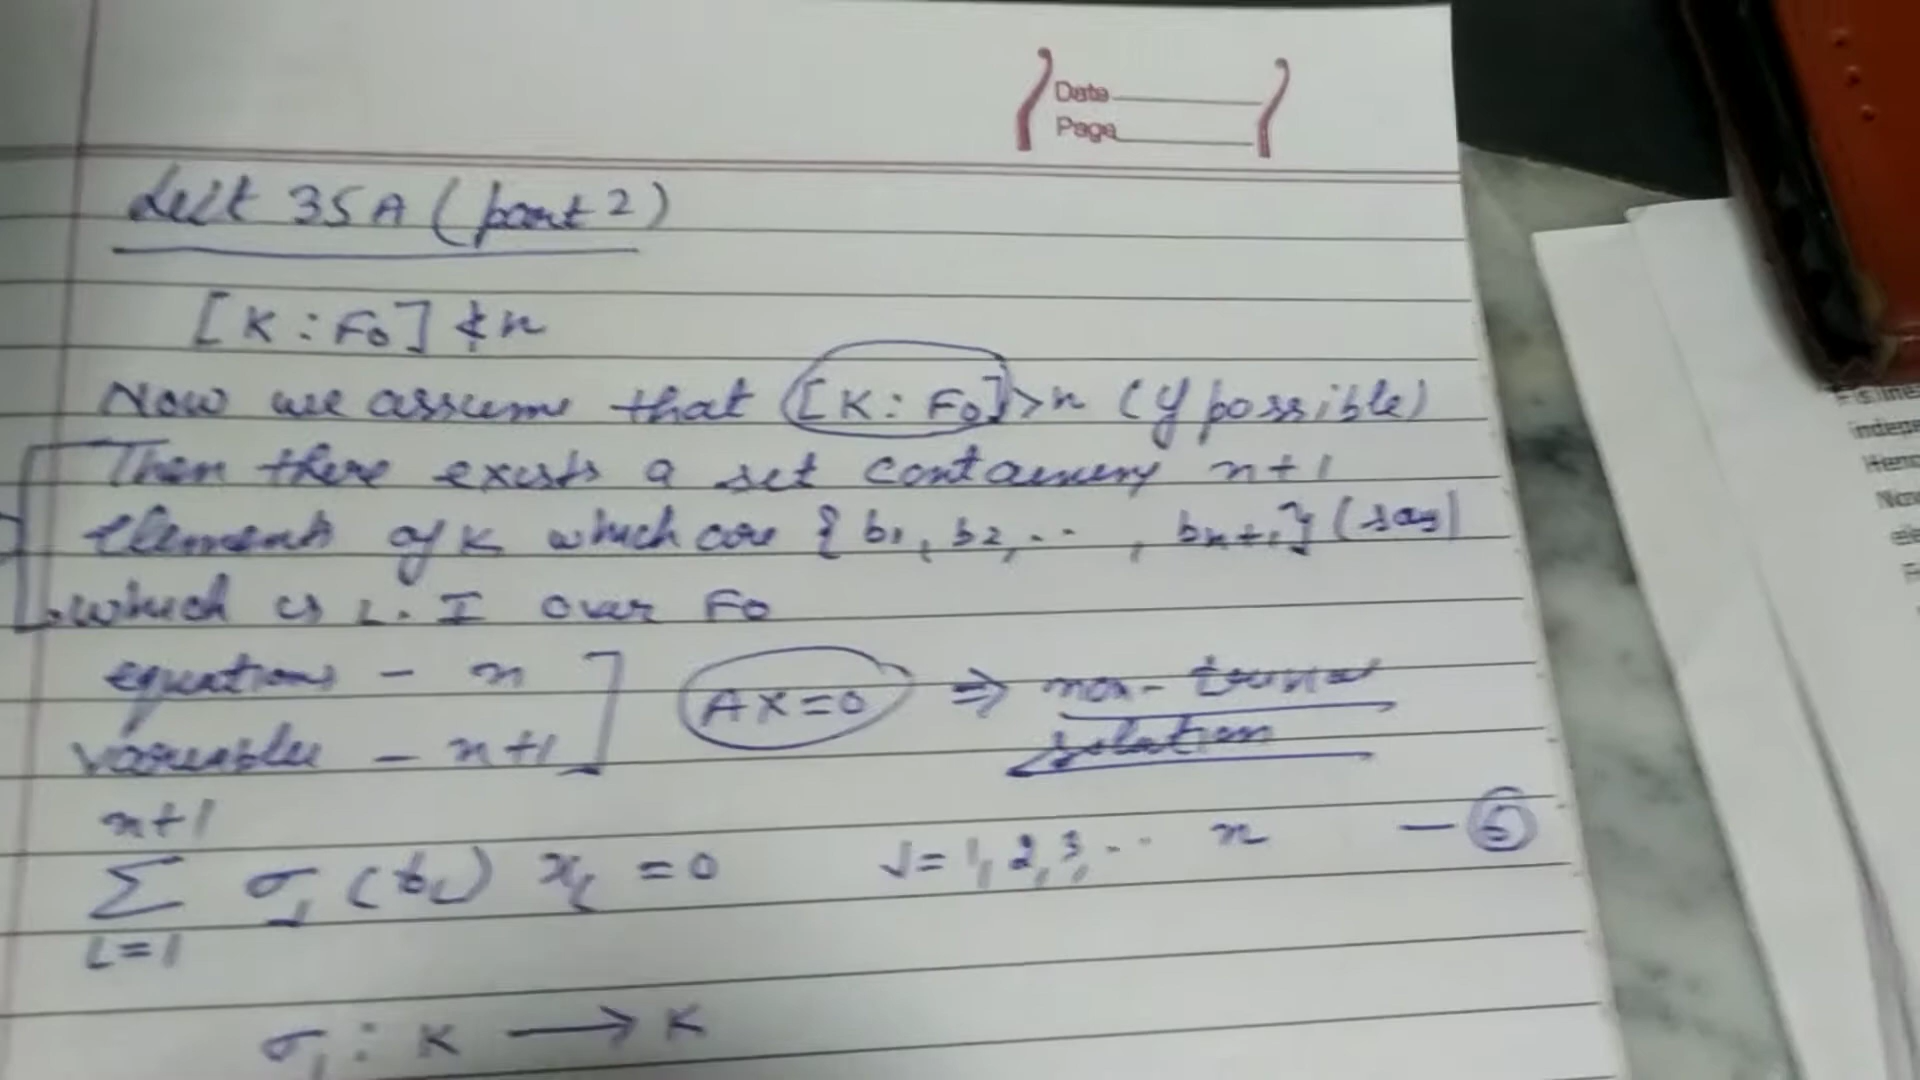 Date
Page
Lect 35A (part 2)
[K : F0] ≮ n
Now we assume that [K : F0] > n (if possible)
Then there exists a set containing n+1
elements of K which are { b1, b2, .. , bn+1 } (say)
which is L.I over F0
equations - n
variables - n+1
AX=0 ⇒ non-trivial
solution
n+1
∑ σj (bi) xi = 0 j = 1, 2, 3, .. n
i=1
σ1 : K → K
indepe
Henc